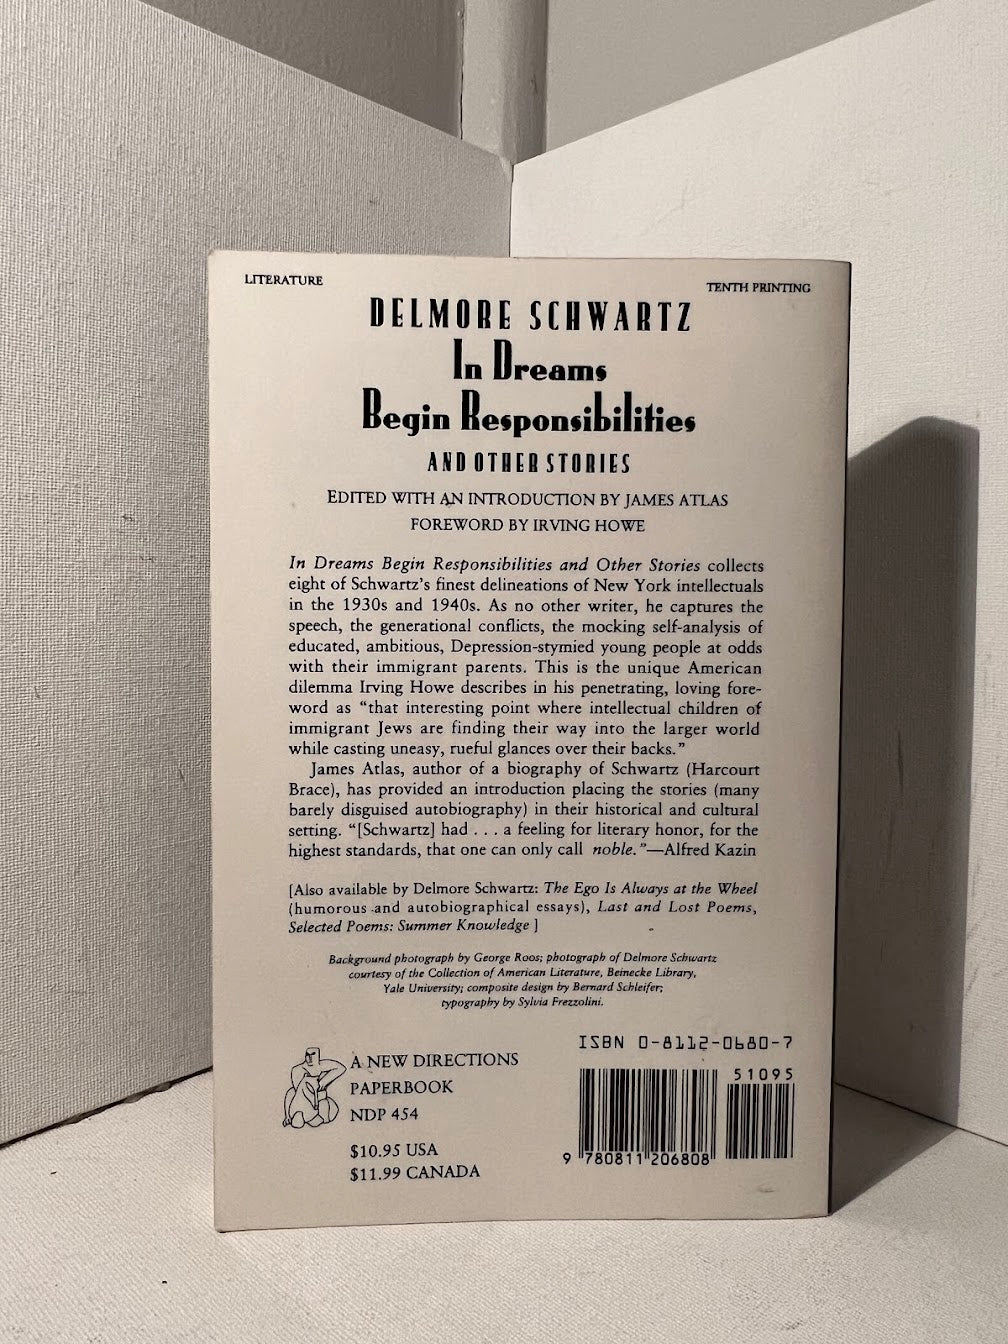 LITERATURE
TENTH PRINTING
DELMORE SCHWARTZ
In Dreams
Begin Responsibilities
AND OTHER STORIES
EDITED WITH AN INTRODUCTION BY JAMES ATLAS
FOREWORD BY IRVING HOWE
In Dreams Begin Responsibilities and Other Stories collects
eight of Schwartz's finest delineations of New York intellectuals
in the 1930s and 1940s. As no other writer, he captures the
speech, the generational conflicts, the mocking self-analysis of
educated, ambitious, Depression-stymied young people at odds
with their immigrant parents. This is the unique American
dilemma Irving Howe describes in his penetrating, loving fore-
word as “that interesting point where intellectual children of
immigrant Jews are finding their way into the larger world
while casting uneasy, rueful glances over their backs.”
James Atlas, author of a biography of Schwartz (Harcourt
Brace), has provided an introduction placing the stories (many
barely disguised autobiography) in their historical and cultural
setting. “[Schwartz] had . . . a feeling for literary honor, for the
highest standards, that one can only call noble.”—Alfred Kazin
[Also available by Delmore Schwartz: The Ego Is Always at the Wheel
(humorous and autobiographical essays), Last and Lost Poems,
Selected Poems: Summer Knowledge ]
Background photograph by George Roos; photograph of Delmore Schwartz
courtesy of the Collection of American Literature, Beinecke Library,
Yale University; composite design by Bernard Schleifer;
typography by Sylvia Frezzolini.
A NEW DIRECTIONS
PAPERBOOK
NDP 454
$10.95 USA
$11.99 CANADA
ISBN 0-8112-0680-7
51095
9 780811 206808